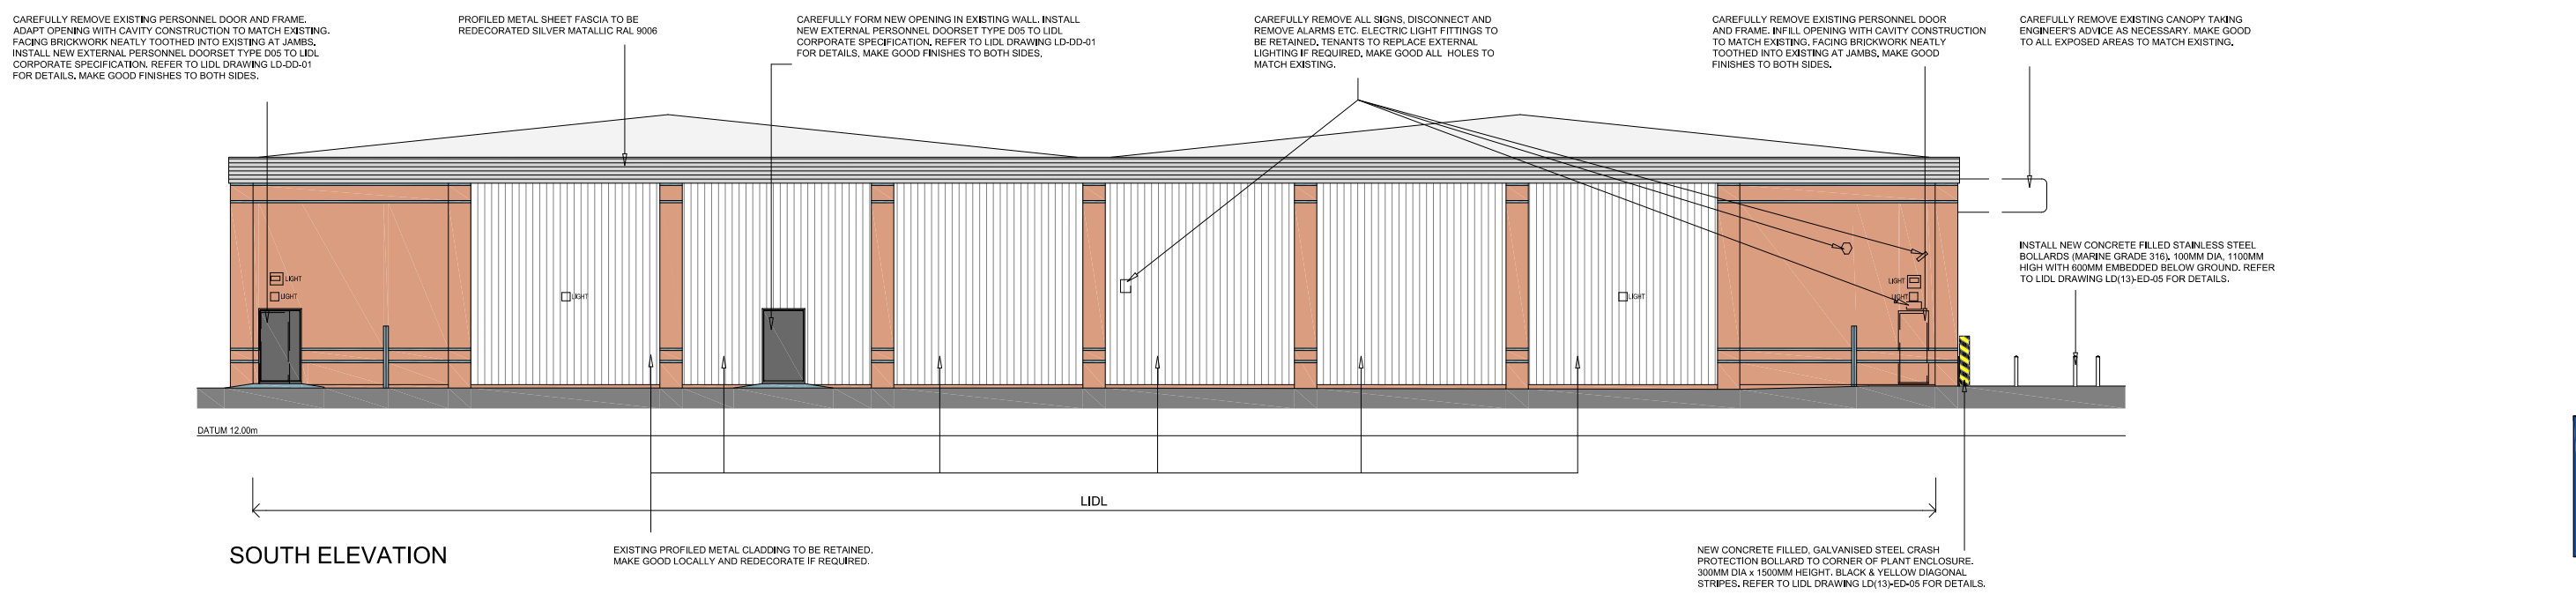 CAREFULLY REMOVE EXISTING PERSONNEL DOOR AND FRAME.
ADAPT OPENING WITH CAVITY CONSTRUCTION TO MATCH EXISTING.
FACING BRICKWORK NEATLY TOOTHED INTO EXISTING AT JAMBS.
INSTALL NEW EXTERNAL PERSONNEL DOORSET TYPE D05 TO LIDL
CORPORATE SPECIFICATION. REFER TO LIDL DRAWING LD-DD-01
FOR DETAILS. MAKE GOOD FINISHES TO BOTH SIDES.
PROFILED METAL SHEET FASCIA TO BE
REDECORATED SILVER MATALLIC RAL 9006
CAREFULLY FORM NEW OPENING IN EXISTING WALL. INSTALL
NEW EXTERNAL PERSONNEL DOORSET TYPE D05 TO LIDL
CORPORATE SPECIFICATION. REFER TO LIDL DRAWING LD-DD-01
FOR DETAILS. MAKE GOOD FINISHES TO BOTH SIDES.
CAREFULLY REMOVE ALL SIGNS, DISCONNECT AND
REMOVE ALARMS ETC. ELECTRIC LIGHT FITTINGS TO
BE RETAINED. TENANTS TO REPLACE EXTERNAL
LIGHTING IF REQUIRED. MAKE GOOD ALL HOLES TO
MATCH EXISTING.
CAREFULLY REMOVE EXISTING PERSONNEL DOOR
AND FRAME. INFILL OPENING WITH CAVITY CONSTRUCTION
TO MATCH EXISTING. FACING BRICKWORK NEATLY
TOOTHED INTO EXISTING AT JAMBS. MAKE GOOD
FINISHES TO BOTH SIDES.
CAREFULLY REMOVE EXISTING CANOPY TAKING
ENGINEER'S ADVICE AS NECESSARY. MAKE GOOD
TO ALL EXPOSED AREAS TO MATCH EXISTING.
INSTALL NEW CONCRETE FILLED STAINLESS STEEL
BOLLARDS (MARINE GRADE 316). 100MM DIA, 1100MM
HIGH WITH 600MM EMBEDDED BELOW GROUND. REFER
TO LIDL DRAWING LD(13)-ED-05 FOR DETAILS.
LIGHT
LIGHT
LIGHT
LIGHT
LIGHT
LIGHT
DATUM 12.00m
LIDL
SOUTH ELEVATION
EXISTING PROFILED METAL CLADDING TO BE RETAINED.
MAKE GOOD LOCALLY AND REDECORATE IF REQUIRED.
NEW CONCRETE FILLED, GALVANISED STEEL CRASH
PROTECTION BOLLARD TO CORNER OF PLANT ENCLOSURE.
300MM DIA x 1500MM HEIGHT. BLACK & YELLOW DIAGONAL
STRIPES. REFER TO LIDL DRAWING LD(13)-ED-05 FOR DETAILS.